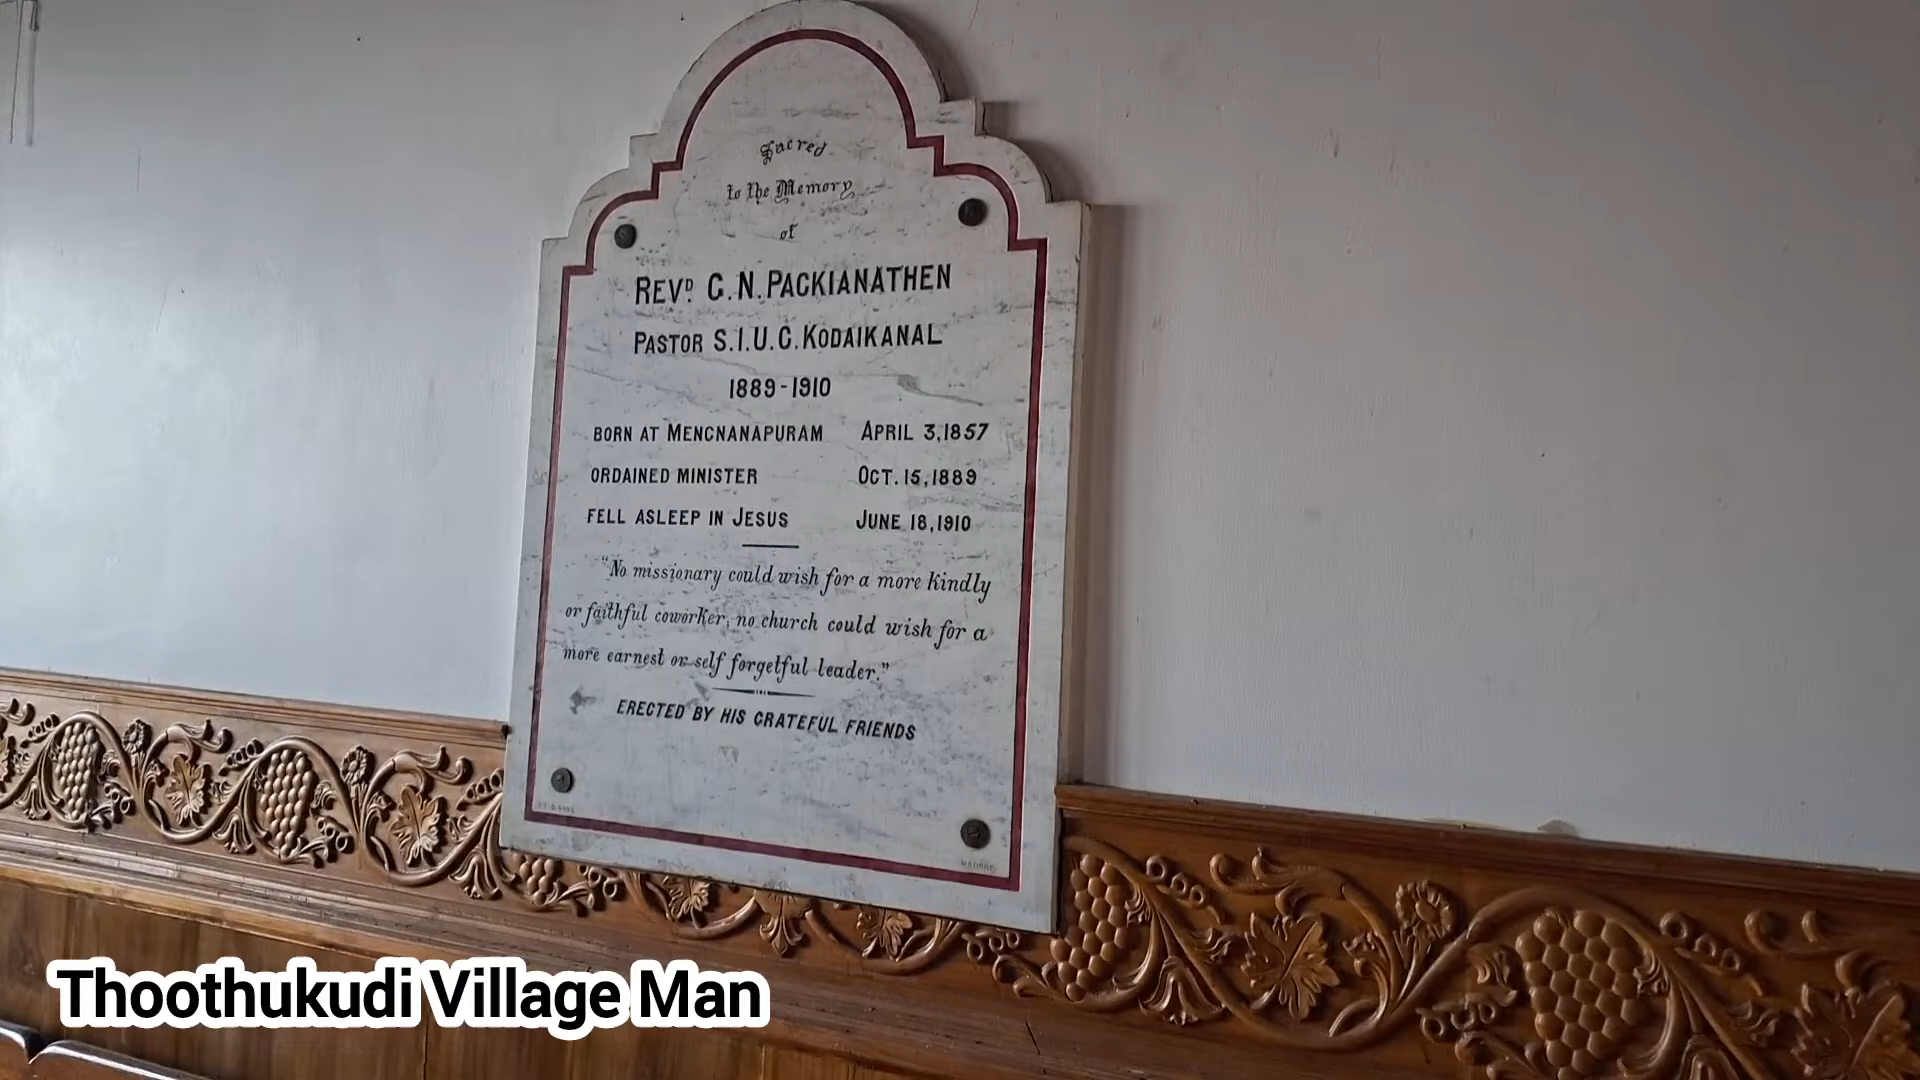 Sacred
to the Memory
of
REVD. G. N. PACKIANATHEN
PASTOR S.I.U.C. KODAIKANAL
1889-1910
BORN AT MENGNANAPURAM APRIL 3, 1857
ORDAINED MINISTER OCT. 15, 1889
FELL ASLEEP IN JESUS JUNE 18, 1910
"No missionary could wish for a more kindly
or faithful coworker, no church could wish for a
more earnest or self forgetful leader."
ERECTED BY HIS GRATEFUL FRIENDS
Thoothukudi Village Man